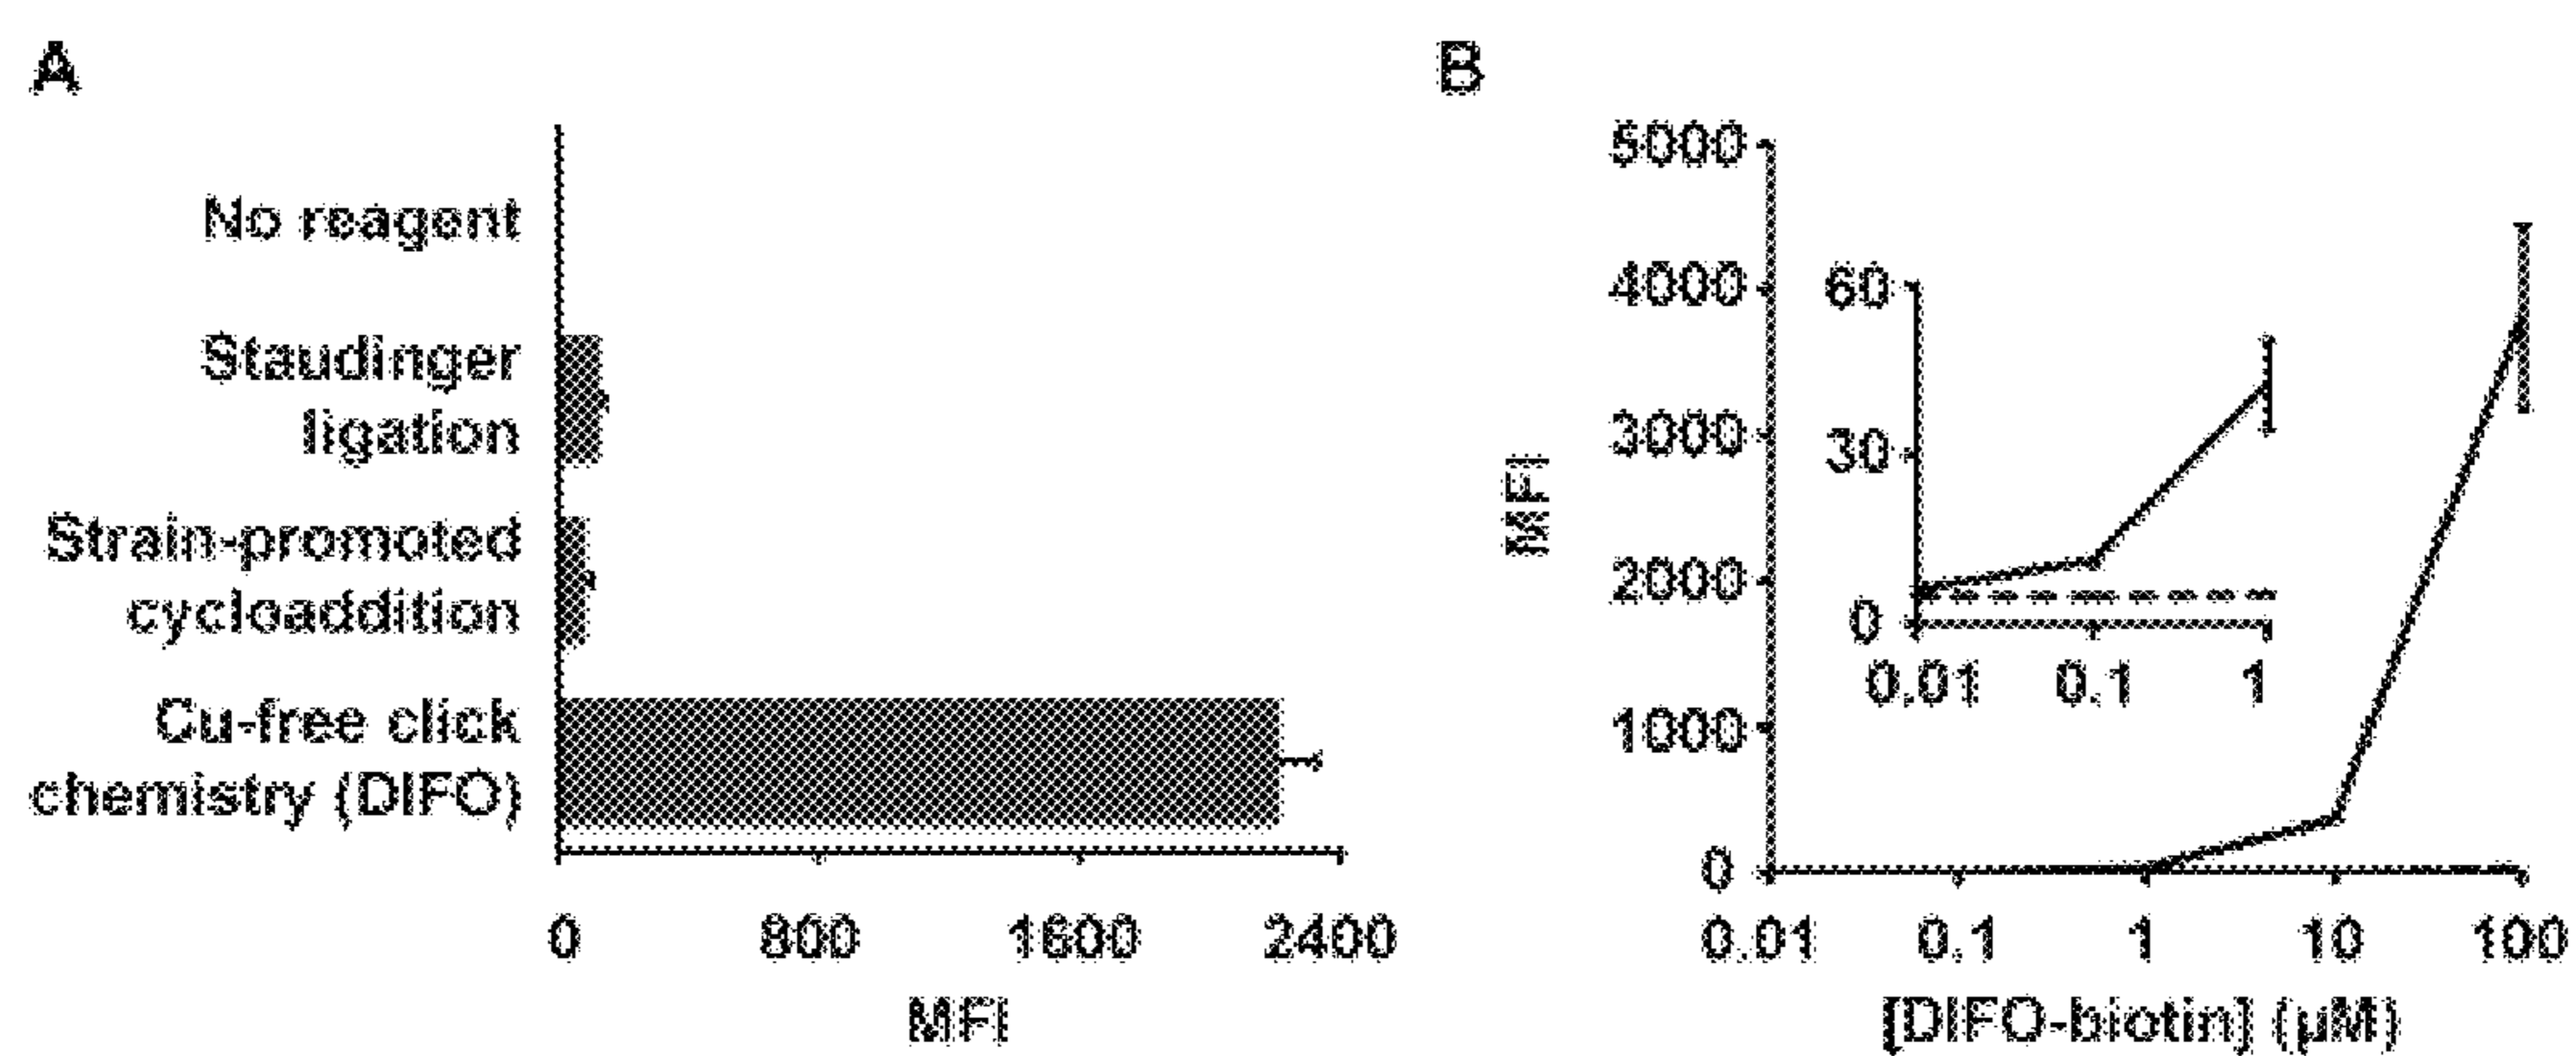 A
No reagent
Staudinger
ligation
Strain-promoted
cycloaddition
Cu-free click
chemistry (DIFO)
0 800 1600 2400
MFI
B
5000
4000
3000
2000
1000
0
MFI
60
30
0
0.01 0.1 1
0.01 0.1 1 10 100
[DIFO-biotin] (µM)